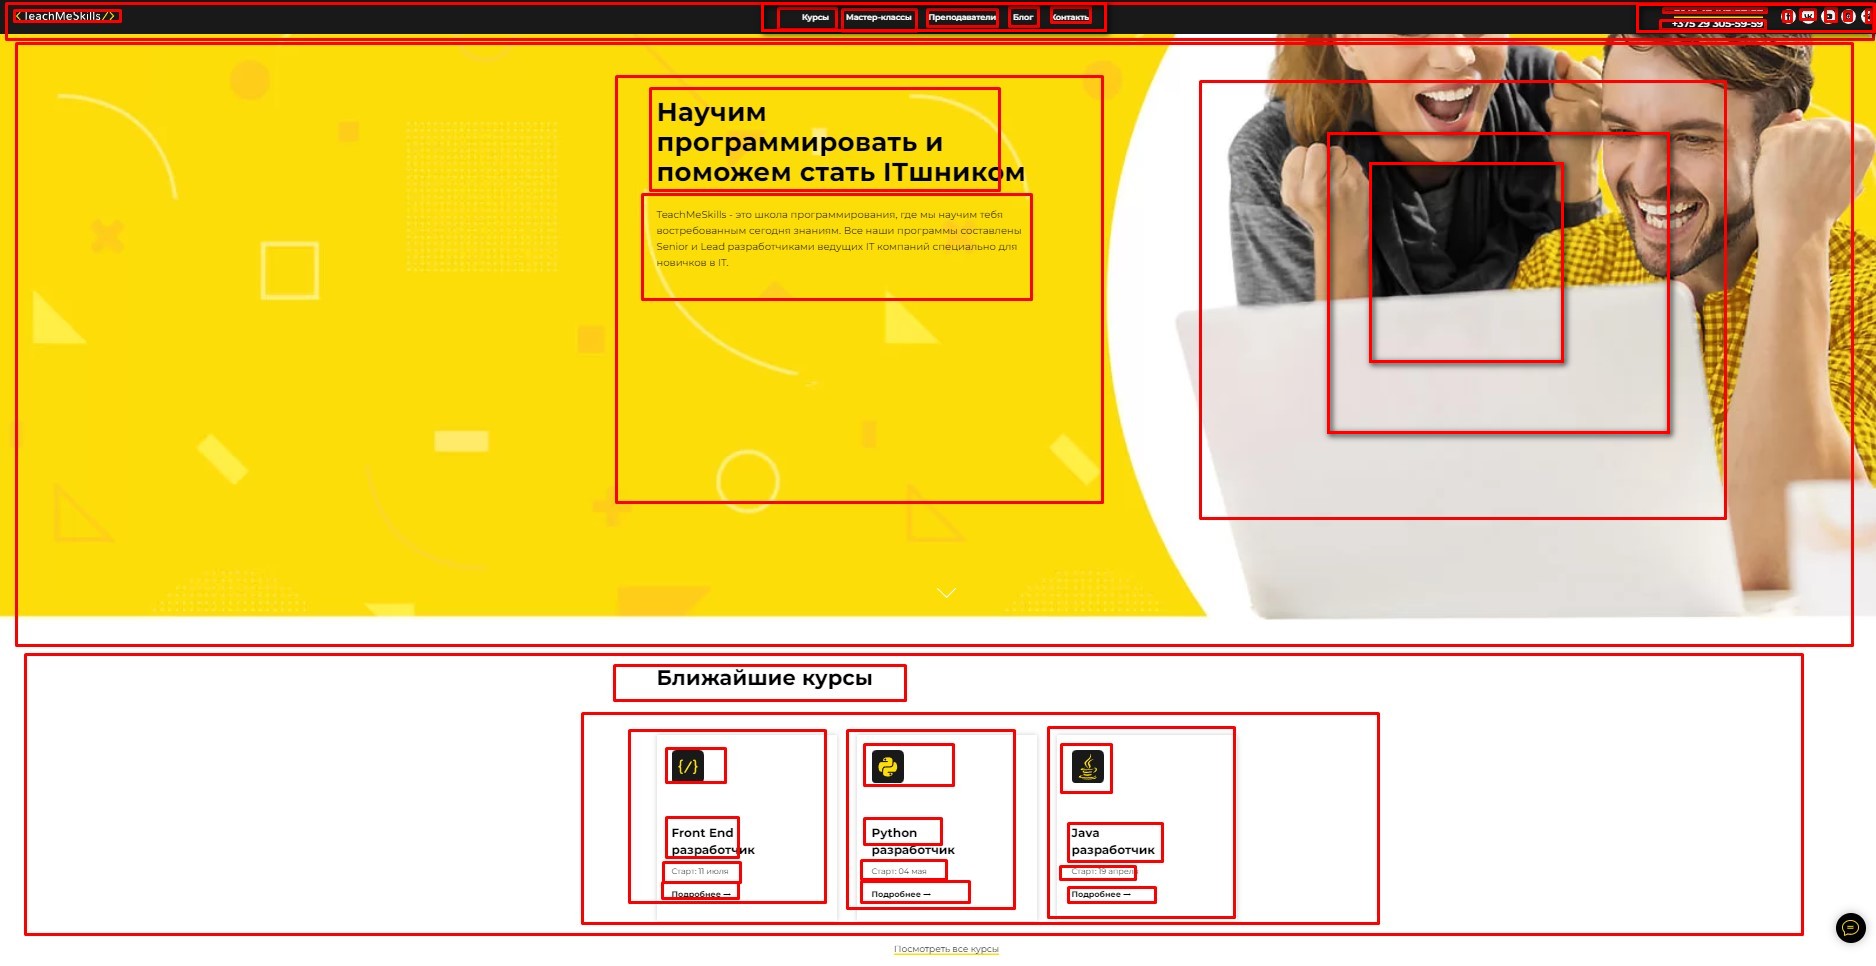 <TeachMeSkills/>
Курсы Мастер-классы Преподаватели Блог Контакты
+375 29 305-59-59
Научим
программировать и
поможем стать ITшником
TeachMeSkills - это школа программирования, где мы научим тебя
востребованным сегодня знаниям. Все наши программы составлены
Senior и Lead разработчиками ведущих IT компаний специально для
новичков в IT.
Ближайшие курсы
{/}
Front End
разработчик
Старт: 11 июля
Подробнее —
Python
разработчик
Старт: 04 мая
Подробнее —
Java
разработчик
Старт: 19 апреля
Подробнее —
Посмотреть все курсы